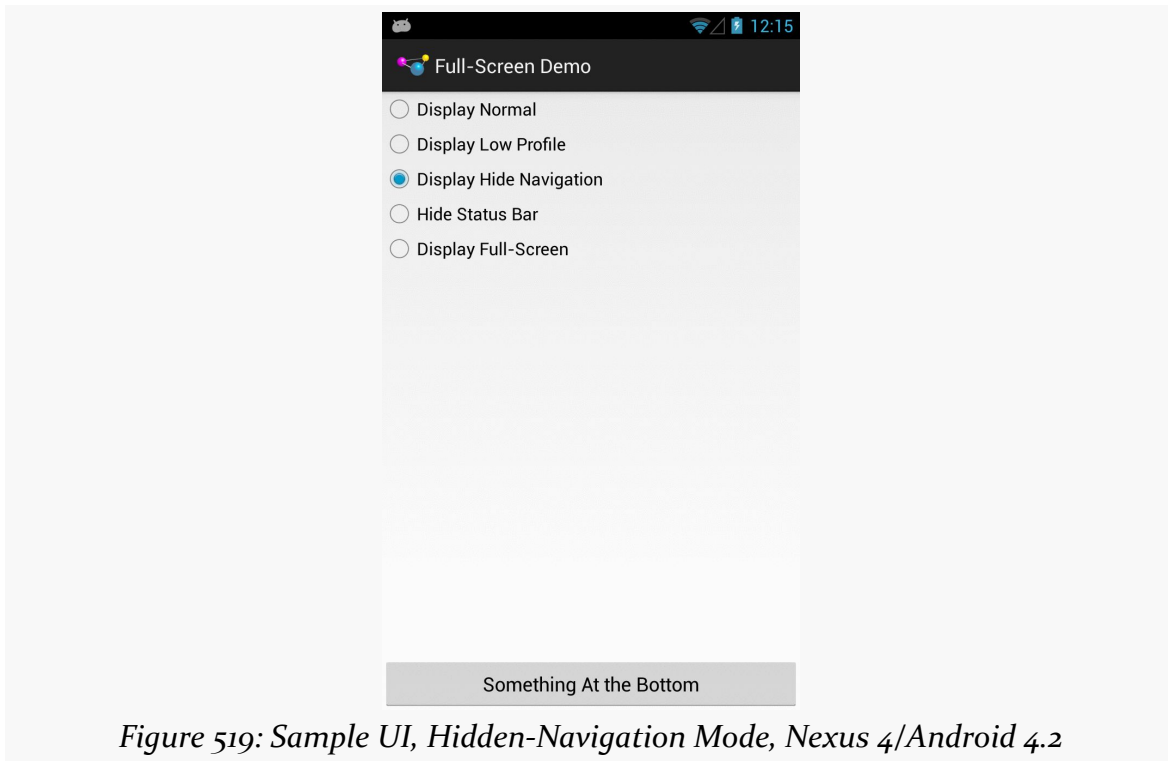 12:15
Full-Screen Demo
Display Normal
Display Low Profile
Display Hide Navigation
Hide Status Bar
Display Full-Screen
Something At the Bottom
Figure 519: Sample UI, Hidden-Navigation Mode, Nexus 4/Android 4.2